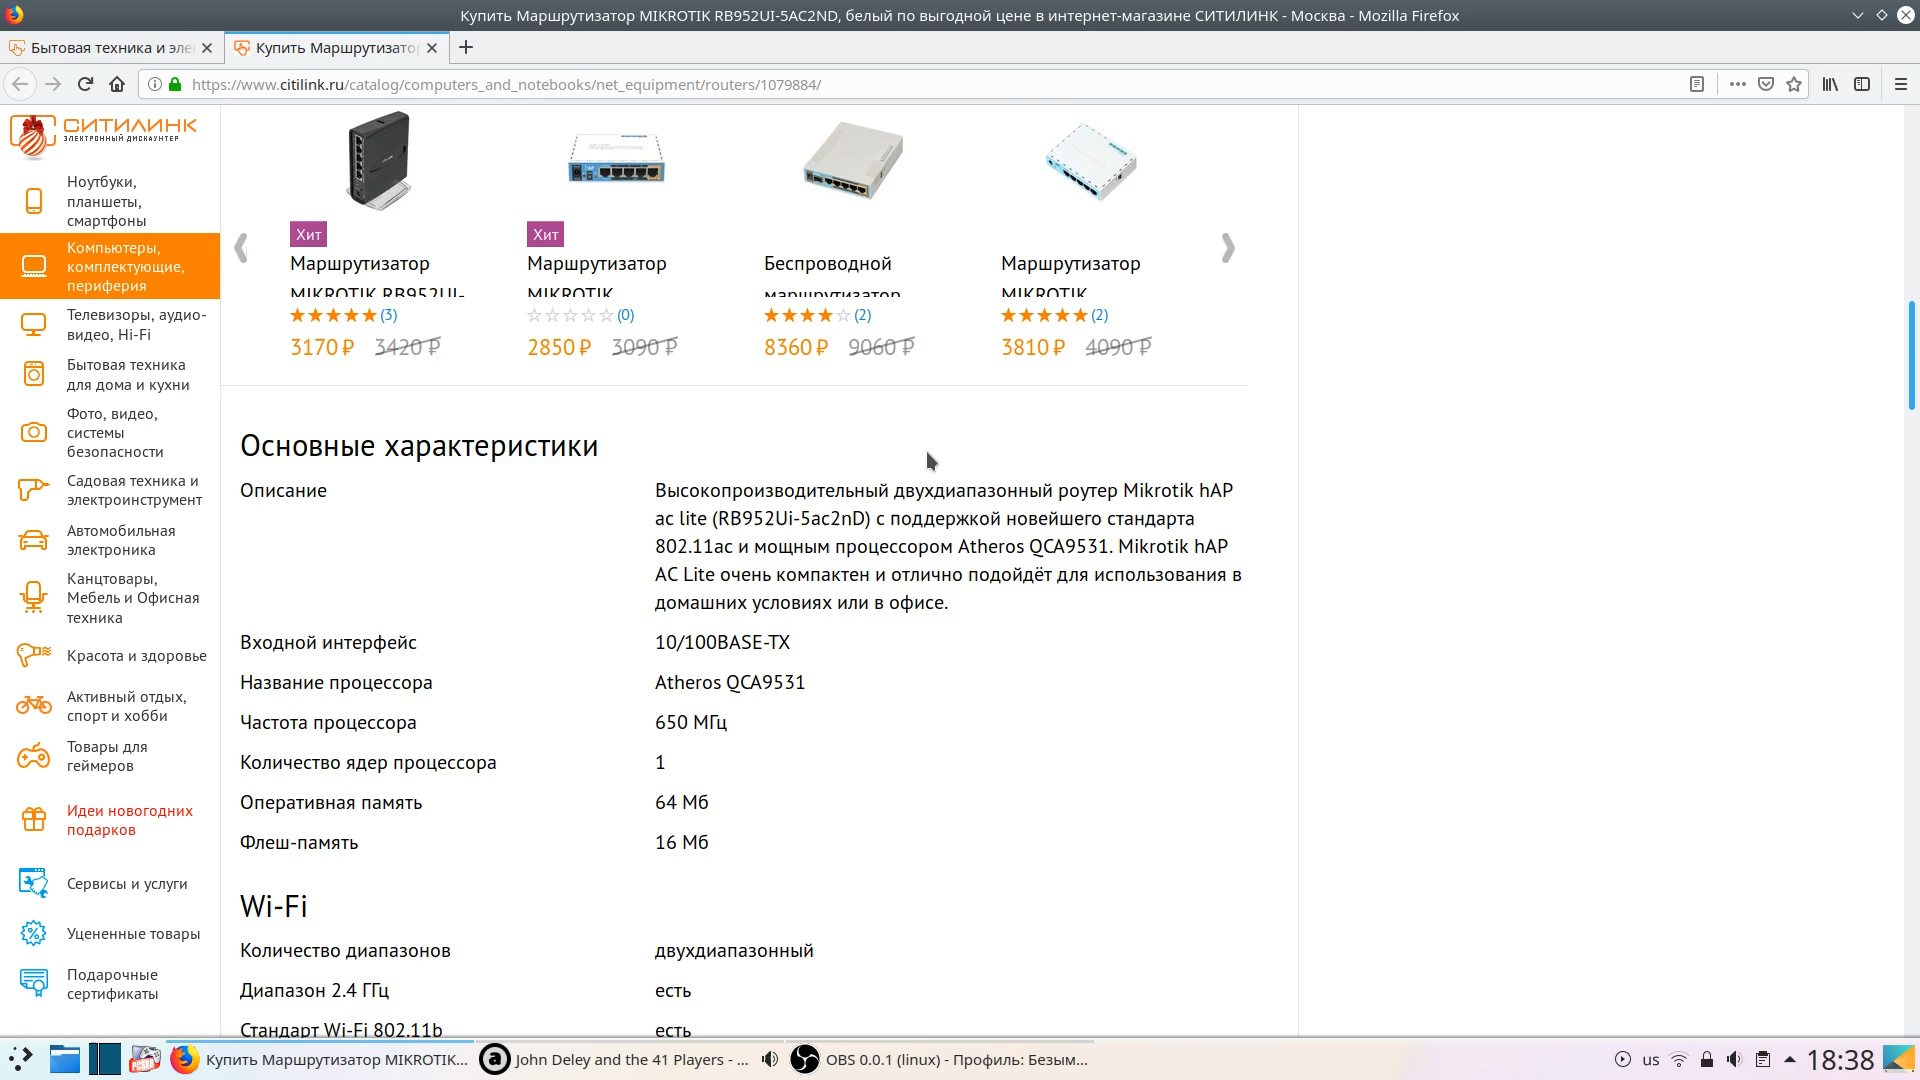 Купить Маршрутизатор MIKROTIK RB952UI-5AC2ND, белый по выгодной цене в интернет-магазине СИТИЛИНК - Москва - Mozilla Firefox
Бытовая техника и эле
Купить Маршрутизатор
https://www.citilink.ru/catalog/computers_and_notebooks/net_equipment/routers/1079884/
СИТИЛИНК
ЭЛЕКТРОННЫЙ ДИСКАУНТЕР
Ноутбуки,
планшеты,
смартфоны
Компьютеры,
комплектующие,
периферия
Телевизоры, аудио-
видео, Hi-Fi
Бытовая техника
для дома и кухни
Фото, видео,
системы
безопасности
Садовая техника и
электроинструмент
Автомобильная
электроника
Канцтовары,
Мебель и Офисная
техника
Красота и здоровье
Активный отдых,
спорт и хобби
Товары для
геймеров
Идеи новогодних
подарков
Сервисы и услуги
Уцененные товары
Подарочные
сертификаты
Хит
Маршрутизатор
MIKROTIK RB952UI-
(3)
3170 ₽ 3420 ₽
Хит
Маршрутизатор
MIKROTIK
(0)
2850 ₽ 3090 ₽
Беспроводной
маршрутизатор
(2)
8360 ₽ 9060 ₽
Маршрутизатор
MIKROTIK
(2)
3810 ₽ 4090 ₽
Основные характеристики
Описание
Высокопроизводительный двухдиапазонный роутер Mikrotik hAP
ac lite (RB952Ui-5ac2nD) с поддержкой новейшего стандарта
802.11ac и мощным процессором Atheros QCA9531. Mikrotik hAP
AC Lite очень компактен и отлично подойдёт для использования в
домашних условиях или в офисе.
Входной интерфейс 10/100BASE-TX
Название процессора Atheros QCA9531
Частота процессора 650 МГц
Количество ядер процессора 1
Оперативная память 64 Мб
Флеш-память 16 Мб
Wi-Fi
Количество диапазонов двухдиапазонный
Диапазон 2.4 ГГц есть
Стандарт Wi-Fi 802.11b есть
Купить Маршрутизатор MIKROTIK...
John Deley and the 41 Players - ...
OBS 0.0.1 (linux) - Профиль: Безым...
us
18:38